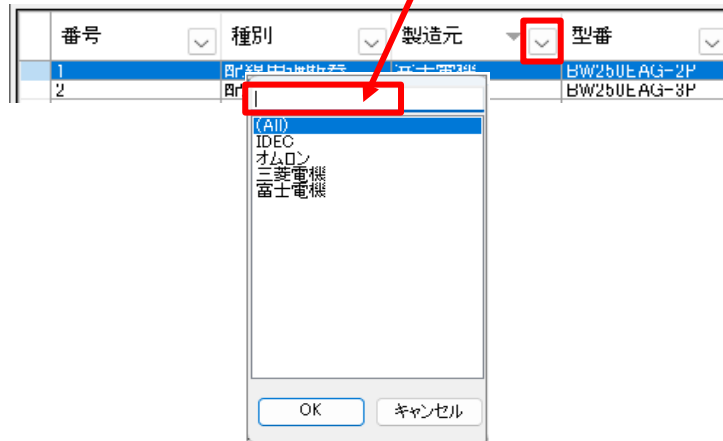 番号 種別 製造元 型番
1 BW250EAG-2P
2 BW250EAG-3P
(All)
IDEC
オムロン
三菱電機
富士電機
OK キャンセル